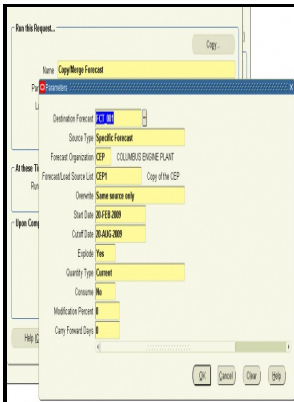 Run this Request...
Copy...
Name Copy/Merge Forecast
Parameters
Destination Forecast TCT_001
Source Type Specific Forecast
Forecast Organization CEP COLUMBUS ENGINE PLANT
Forecast/Load Source List CEP1 Copy of the CEP
Overwrite Same source only
Start Date 20-FEB-2009
Cutoff Date 20-AUG-2009
Explode Yes
Quantity Type Current
Consume No
Modification Percent 0
Carry Forward Days 0
At these Ti
Run
Upon Comp
Help (C
OK Cancel Clear Help